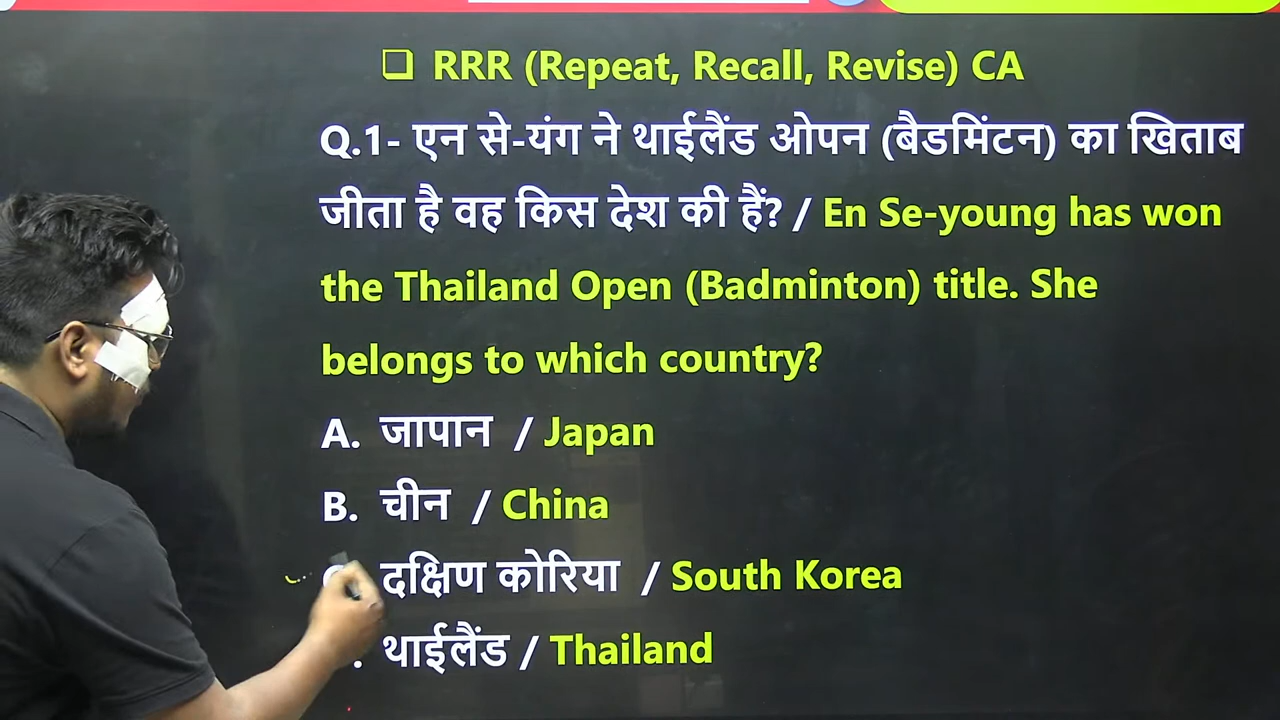 ❑ RRR (Repeat, Recall, Revise) CA
Q.1- एन से-यंग ने थाईलैंड ओपन (बैडमिंटन) का खिताब
जीता है वह किस देश की हैं? / En Se-young has won
the Thailand Open (Badminton) title. She
belongs to which country?
A. जापान / Japan
B. चीन / China
दक्षिण कोरिया / South Korea
. थाईलैंड / Thailand